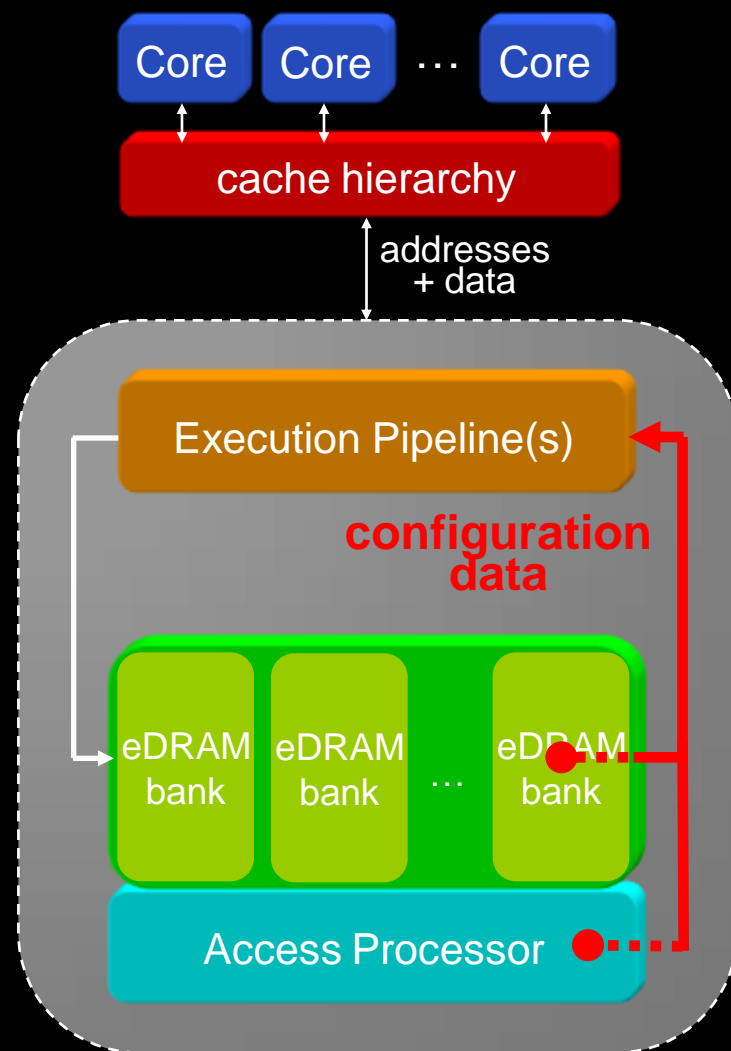 Core Core … Core
cache hierarchy
addresses
+ data
Execution Pipeline(s)
configuration
data
eDRAM eDRAM eDRAM
bank bank … bank
Access Processor